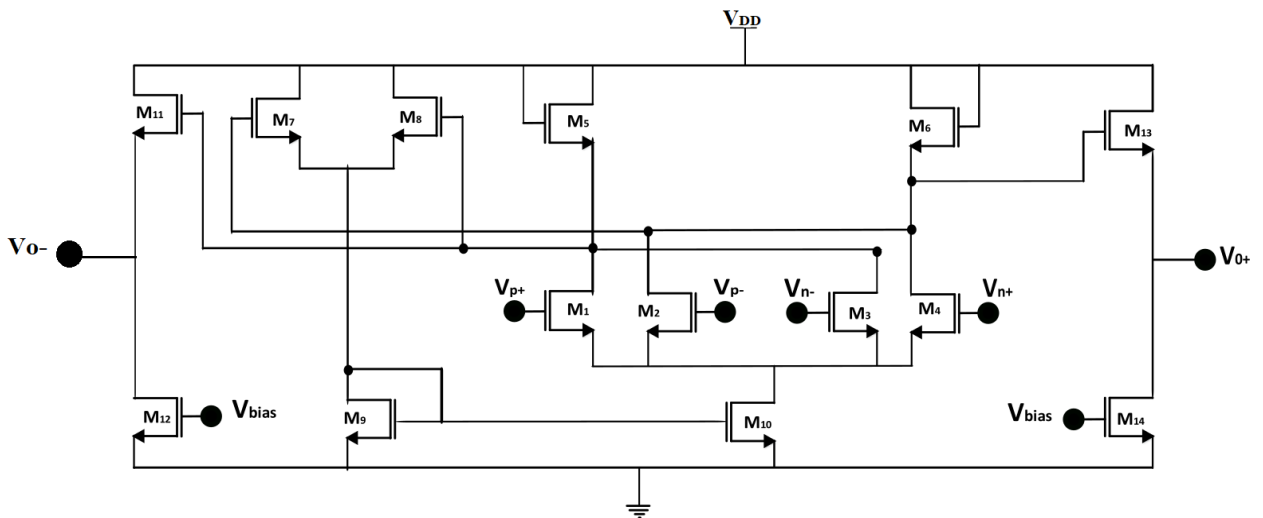 VDD
M11
M7
M8
M5
M6
M13
Vo-
V0+
Vp+
M1
M2
Vp-
Vn-
M3
M4
Vn+
M12
Vbias
M9
M10
Vbias
M14